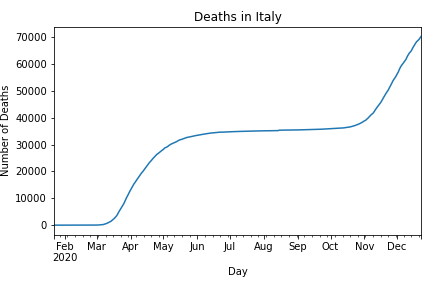 Deaths in Italy
Number of Deaths
70000
60000
50000
40000
30000
20000
10000
0
Feb Mar Apr May Jun Jul Aug Sep Oct Nov Dec
2020
Day